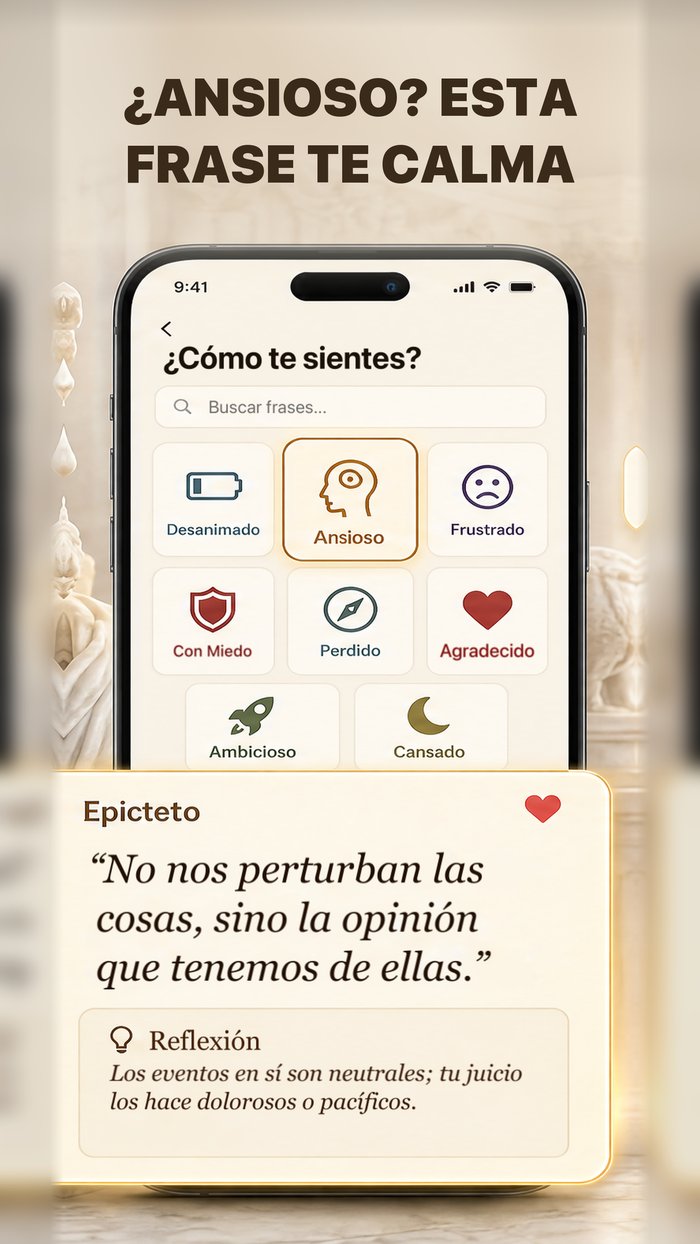 ¿ANSIOSO? ESTA
FRASE TE CALMA
9:41
¿Cómo te sientes?
Buscar frases...
Desanimado
Ansioso
Frustrado
Con Miedo
Perdido
Agradecido
Ambicioso
Cansado
Epicteto
“No nos perturban las
cosas, sino la opinión
que tenemos de ellas.”
Reflexión
Los eventos en sí son neutrales; tu juicio
los hace dolorosos o pacíficos.